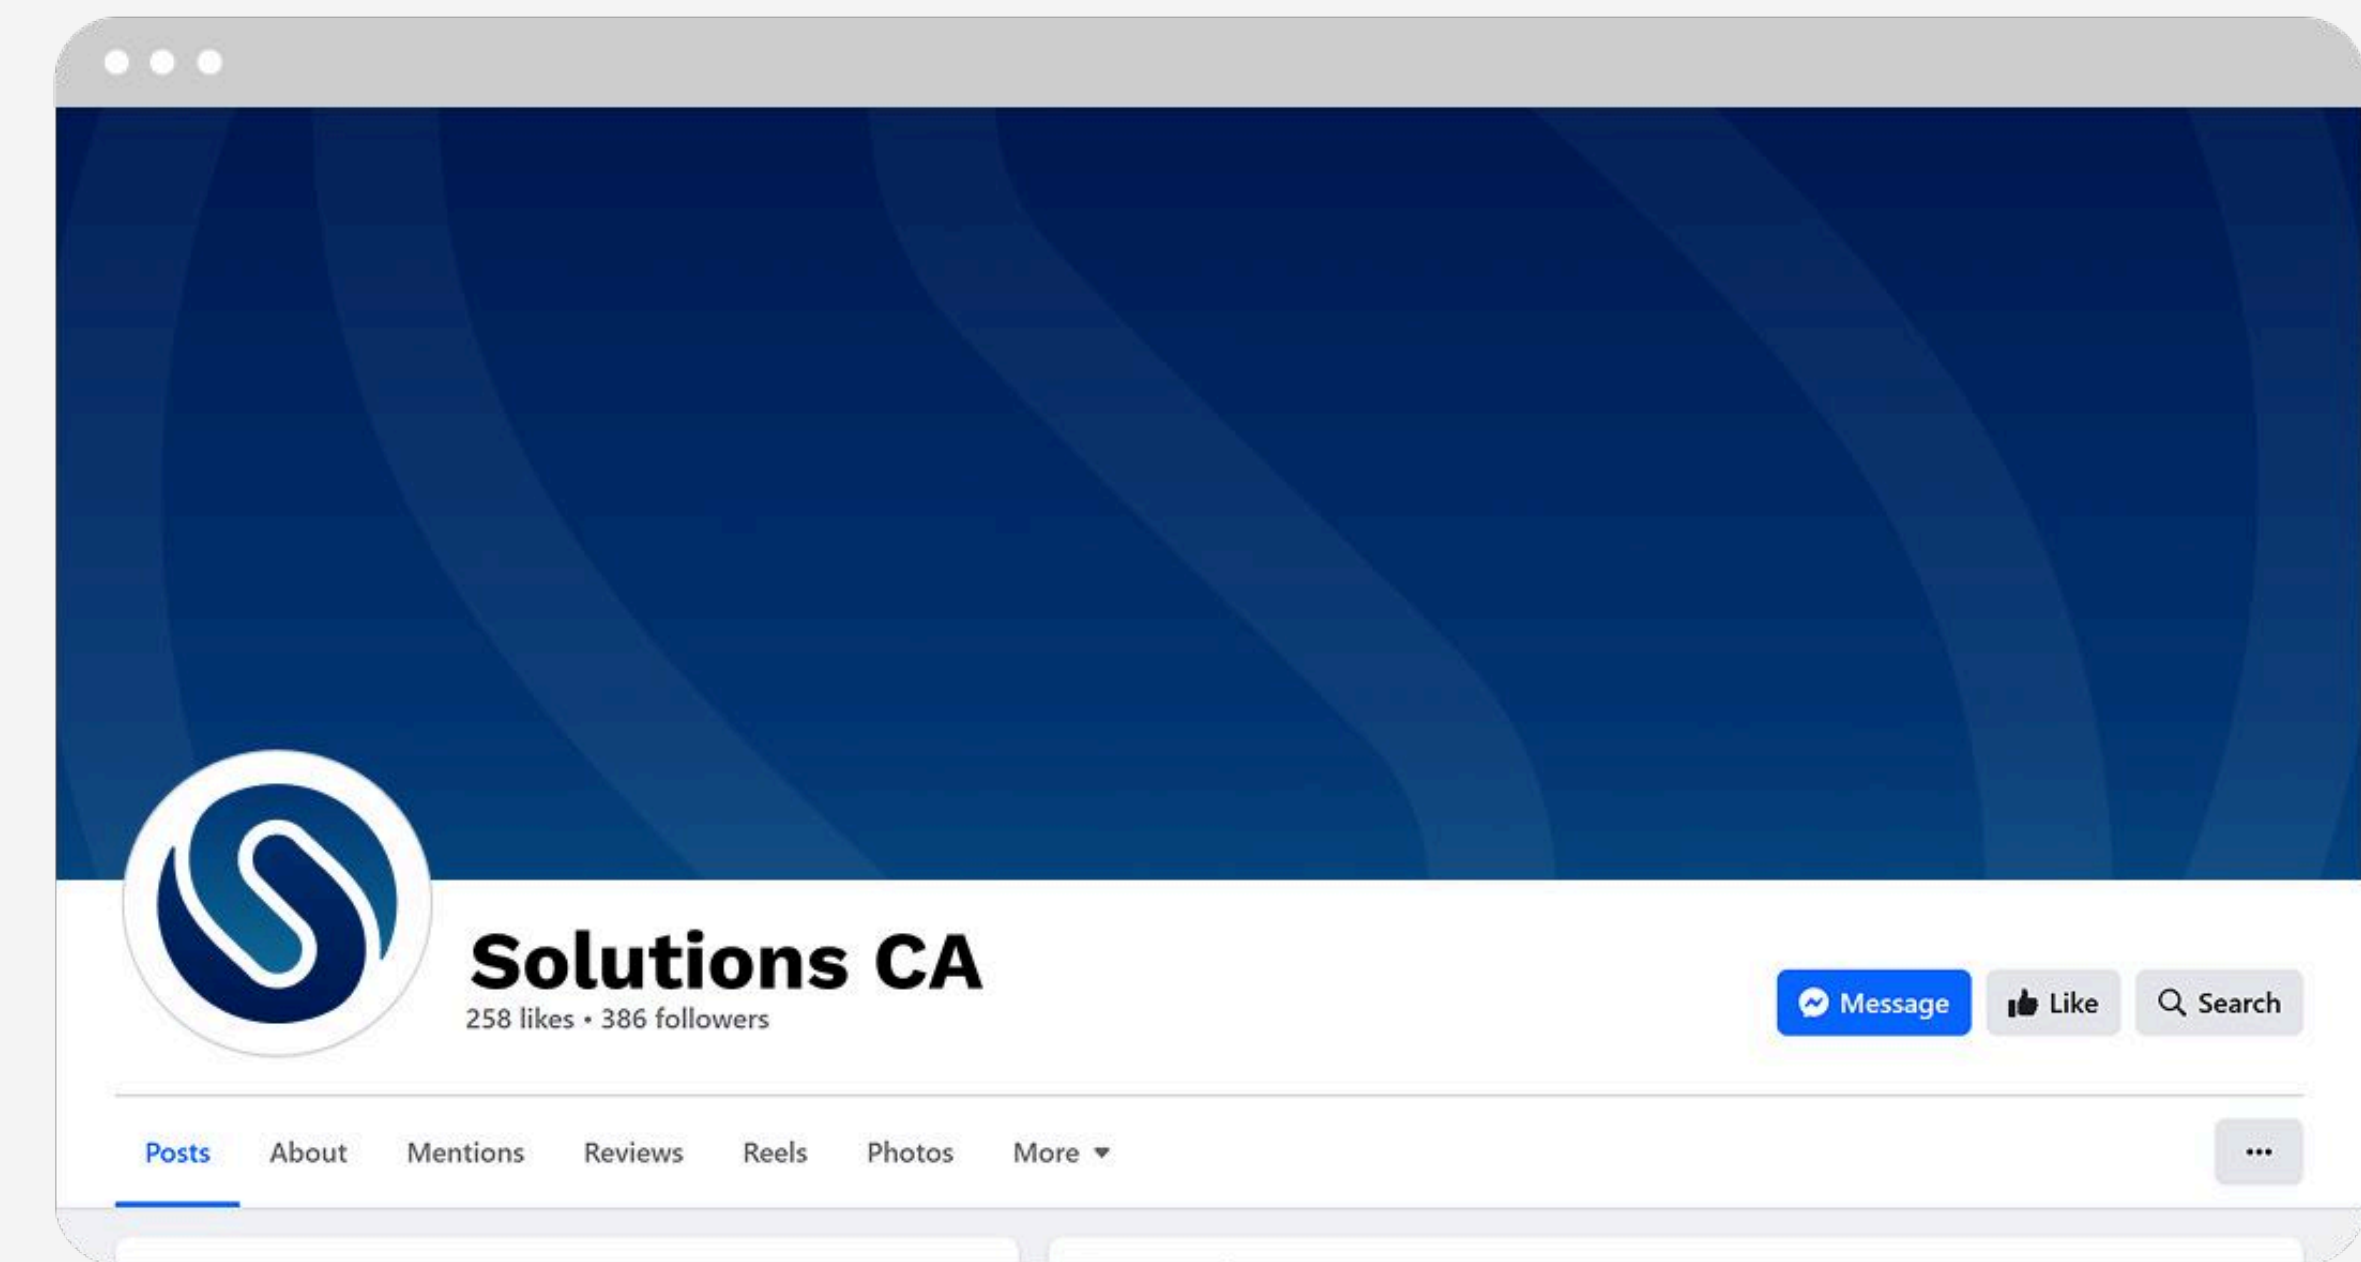 Solutions CA
258 likes • 386 followers
Message
Like
Search
Posts
About
Mentions
Reviews
Reels
Photos
More